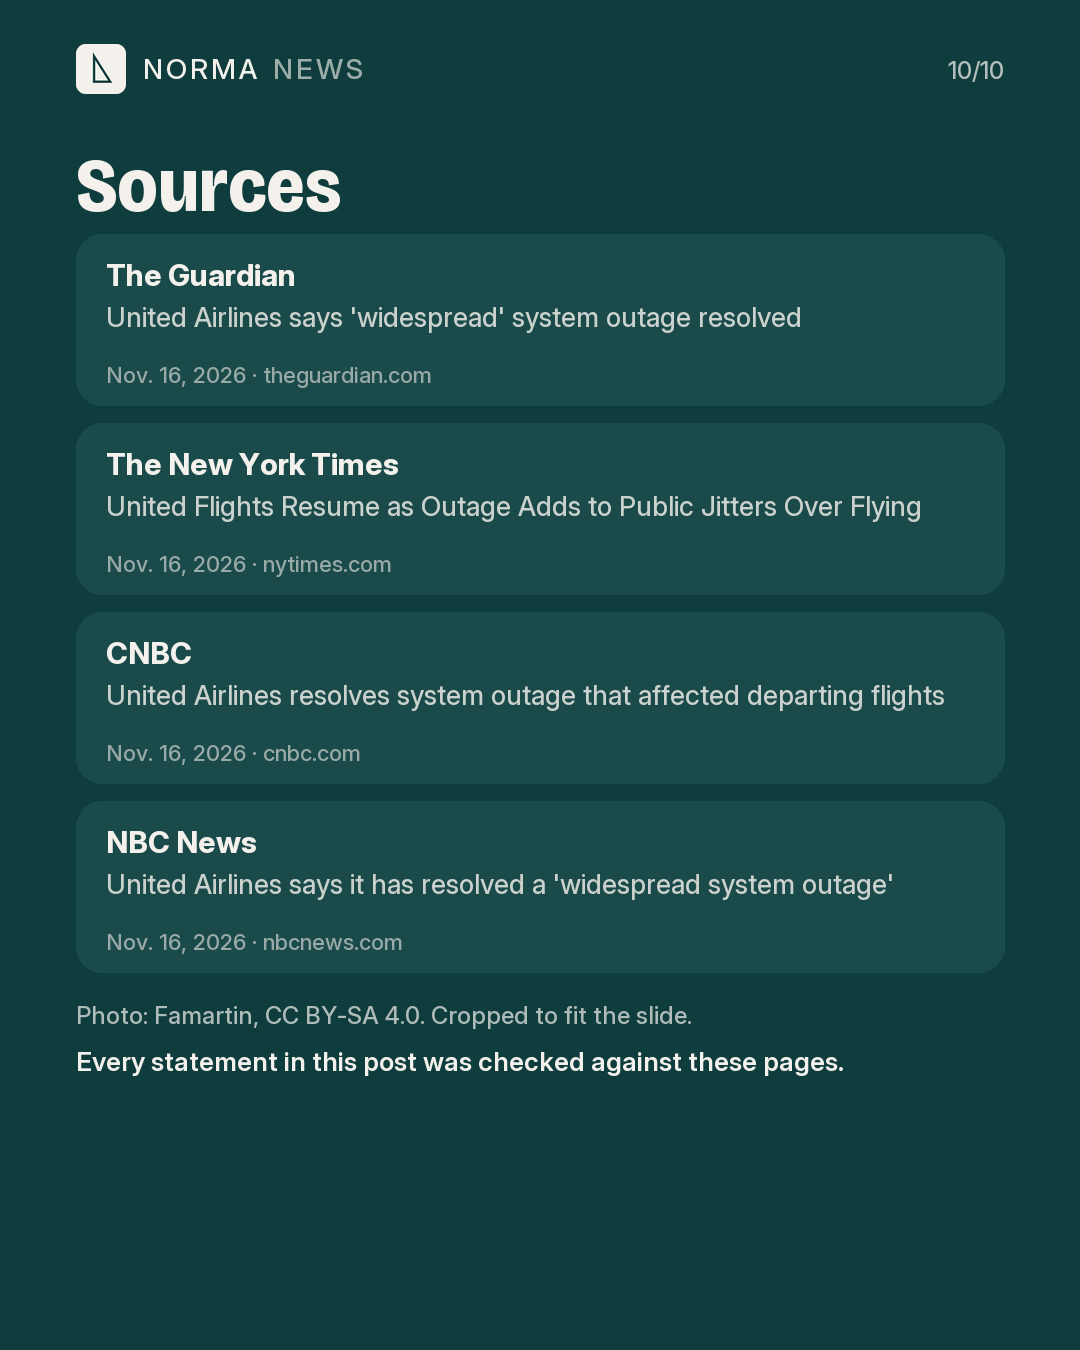 NORMA NEWS
10/10
Sources
The Guardian
United Airlines says 'widespread' system outage resolved
Nov. 16, 2026 · theguardian.com
The New York Times
United Flights Resume as Outage Adds to Public Jitters Over Flying
Nov. 16, 2026 · nytimes.com
CNBC
United Airlines resolves system outage that affected departing flights
Nov. 16, 2026 · cnbc.com
NBC News
United Airlines says it has resolved a 'widespread system outage'
Nov. 16, 2026 · nbcnews.com
Photo: Famartin, CC BY-SA 4.0. Cropped to fit the slide.
Every statement in this post was checked against these pages.